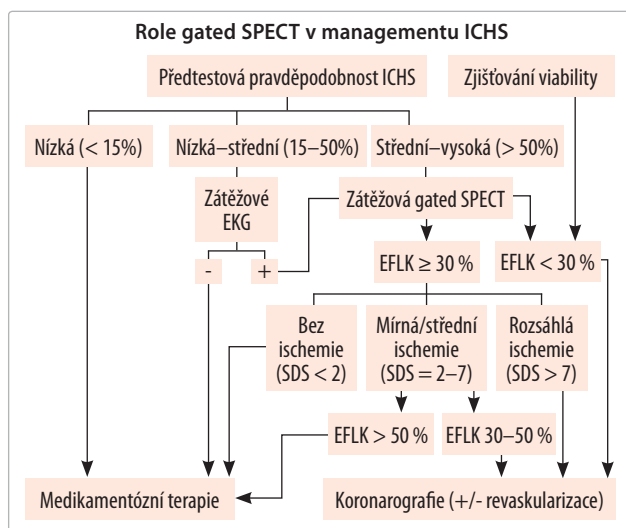 Role gated SPECT v managementu ICHS
Předtestová pravděpodobnost ICHS
Zjišťování viability
Nízká (< 15%)
Nízká–střední (15–50%)
Střední–vysoká (> 50%)
Zátěžové
EKG
Zátěžová gated SPECT
-
+
EFLK ≥ 30 %
EFLK < 30 %
Bez
ischemie
(SDS < 2)
Mírná/střední
ischemie
(SDS = 2–7)
Rozsáhlá
ischemie
(SDS > 7)
EFLK > 50 %
EFLK 30–50 %
Medikamentózní terapie
Koronarografie (+/- revaskularizace)